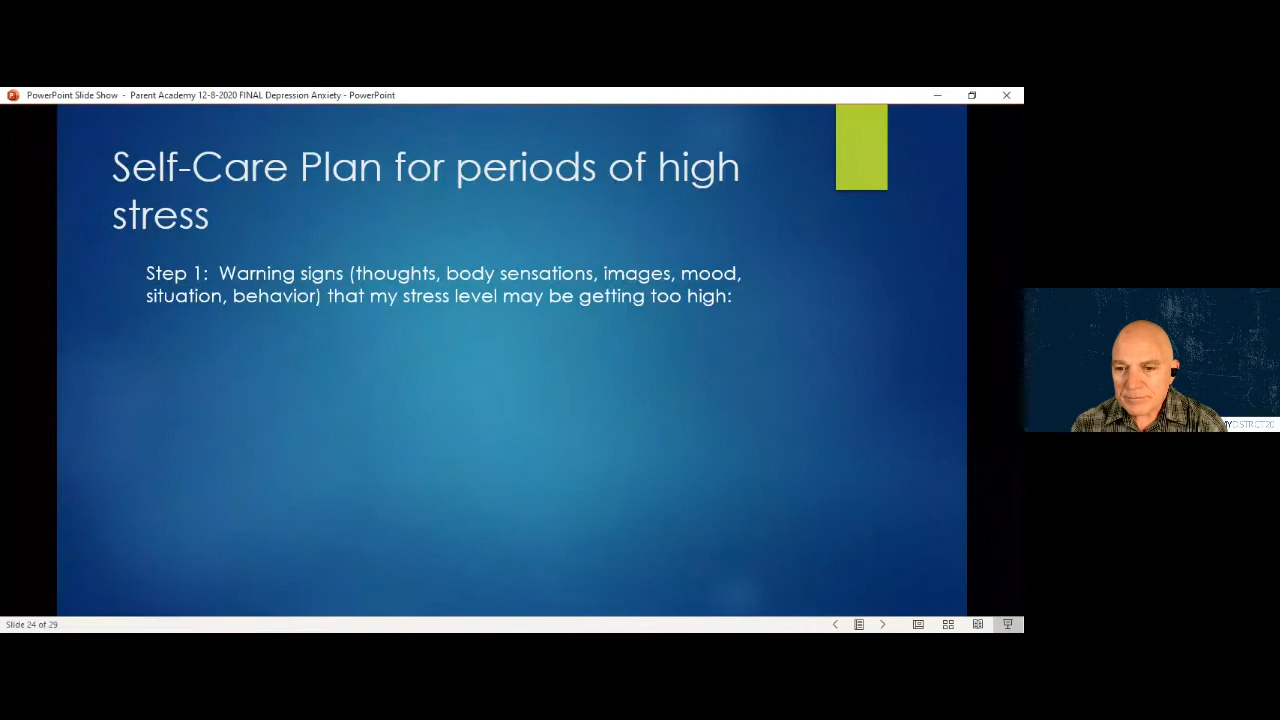 PowerPoint Slide Show - Parent Academy 12-8-2020 FINAL Depression Anxiety - PowerPoint
Self-Care Plan for periods of high
stress
Step 1: Warning signs (thoughts, body sensations, images, mood,
situation, behavior) that my stress level may be getting too high:
YDSTRCT20
Slide 24 of 29